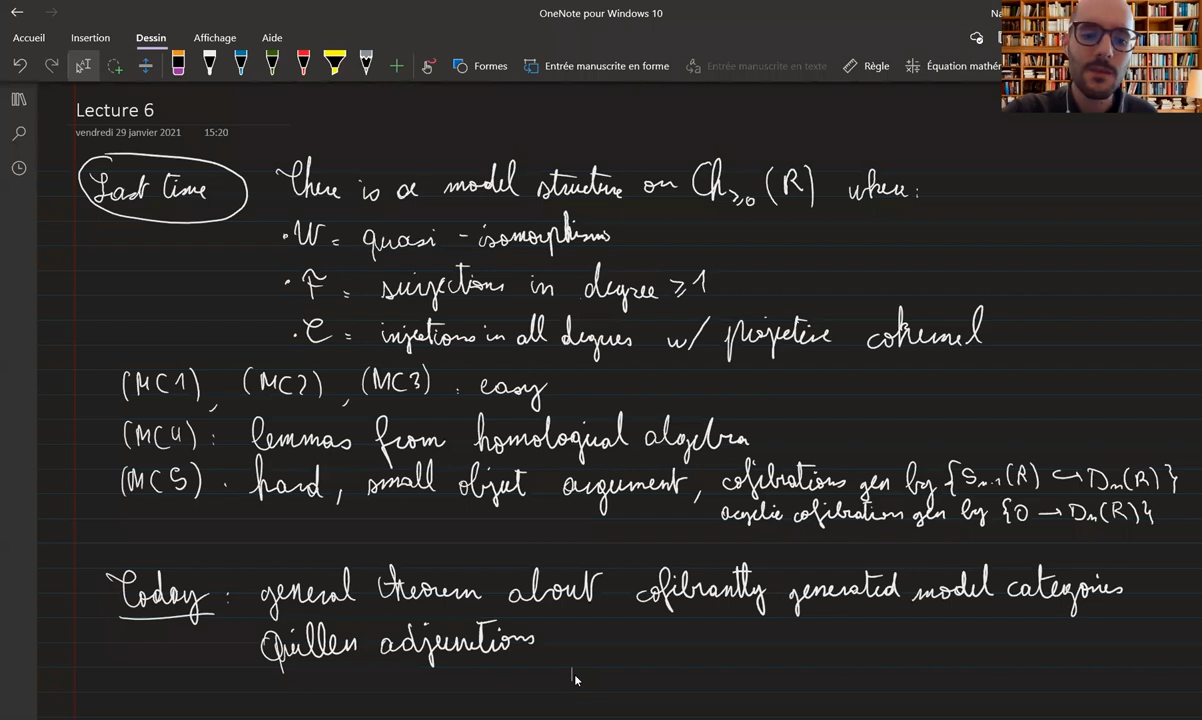 OneNote pour Windows 10
Accueil Insertion Dessin Affichage Aide
Formes Entrée manuscrite en forme Entrée manuscrite en texte Règle Équation mathé
Lecture 6
vendredi 29 janvier 2021 15:20
Last time There is a model structure on Ch≥0(R) where:
· W = quasi-isomorphisms
· F = surjections in degree ≥ 1
· C = injections in all degrees w/ projective cokernel
(MC1), (MC2), (MC3): easy
(MC4): lemmas from homological algebra
(MC5): hard, small object argument, cofibrations gen by {Sₙ₋₁(R) ↪ Dₙ(R)}
acyclic cofibrations gen by {0 → Dₙ(R)}
Today: general theorem about cofibrantly generated model categories
Quillen adjunctions